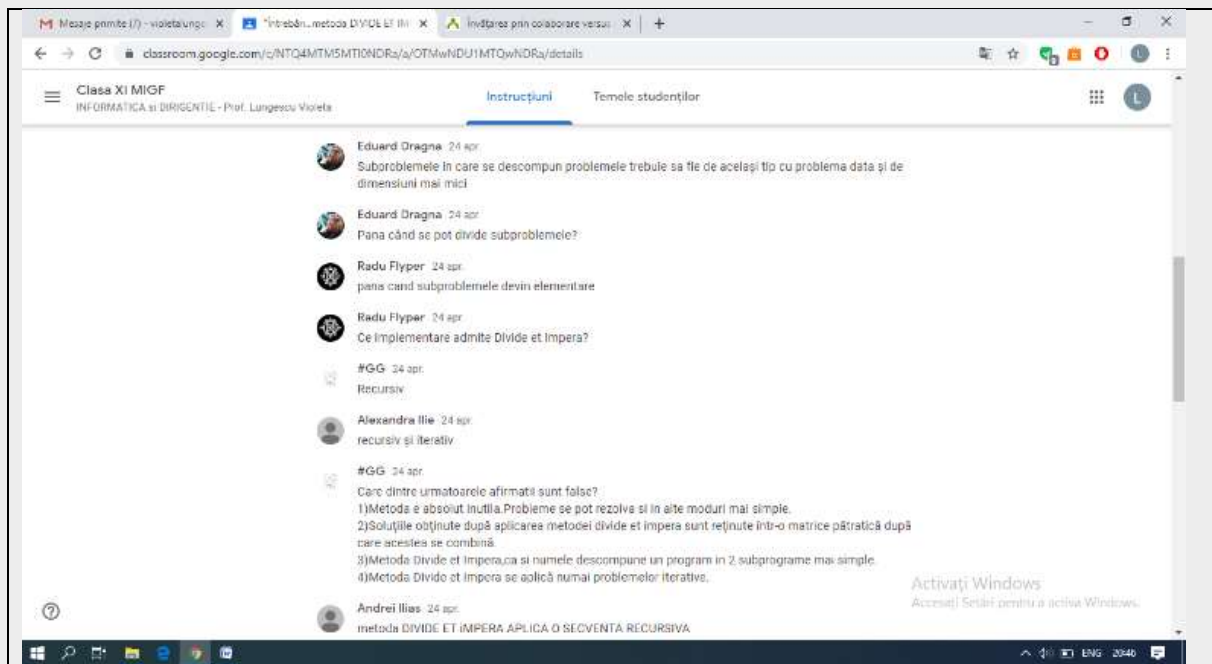 Mesaje primite (7) - violetalunge
"Întrebări...metoda DIVIDE ET IM
Învățarea prin colaborare versus
classroom.google.com/c/NTQ4MTM5MTI0NDRa/a/OTMwNDU1MTQwNDRa/details
Clasa XI MIGF
INFORMATICA si DIRIGENTIE - Prof. Lungescu Violeta
Instrucțiuni
Temele studenților
L
Eduard Dragna 24 apr.
Subproblemele in care se descompun problemele trebuie sa fie de același tip cu problema data și de
dimensiuni mai mici
Eduard Dragna 24 apr.
Pana când se pot divide subproblemele?
Radu Flyper 24 apr.
pana cand subproblemele devin elementare
Radu Flyper 24 apr.
Ce implementare admite Divide et Impera?
#GG 24 apr.
Recursiv
Alexandra Ilie 24 apr.
recursiv și iterativ
#GG 24 apr.
Care dintre urmatoarele afirmatii sunt false?
1)Metoda e absolut inutila.Probleme se pot rezolva si in alte moduri mai simple.
2)Soluțiile obținute după aplicarea metodei divide et impera sunt reținute într-o matrice pătratică după
care acestea se combină.
3)Metoda Divide et Impera,ca si numele descompune un program in 2 subprograme mai simple.
4)Metoda Divide et Impera se aplică numai problemelor iterative.
Andrei Ilias 24 apr.
metoda DIVIDE ET iMPERA APLICA O SECVENTA RECURSIVA
Activați Windows
Accesați Setări pentru a activa Windows.
ENG 20:46